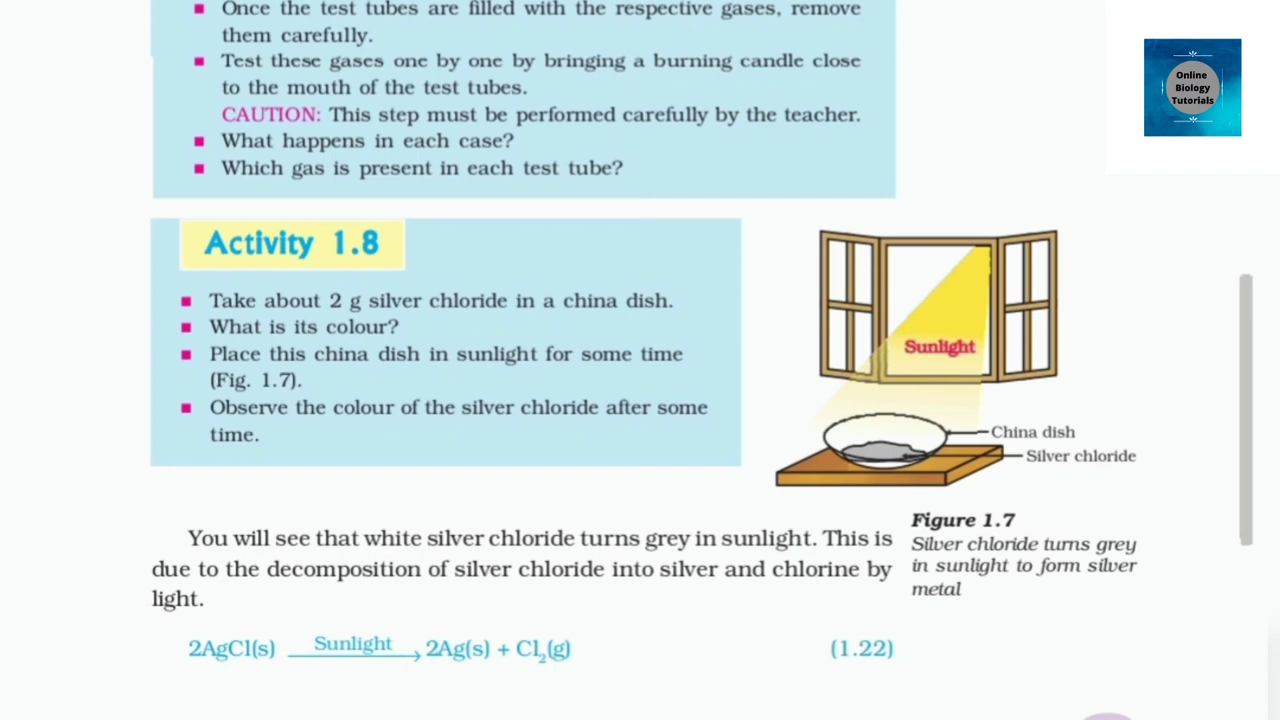 Once the test tubes are filled with the respective gases, remove
them carefully.
Test these gases one by one by bringing a burning candle close
to the mouth of the test tubes.
CAUTION: This step must be performed carefully by the teacher.
What happens in each case?
Which gas is present in each test tube?
Online
Biology
Tutorials
Activity 1.8
Take about 2 g silver chloride in a china dish.
What is its colour?
Place this china dish in sunlight for some time
(Fig. 1.7).
Observe the colour of the silver chloride after some
time.
Sunlight
China dish
Silver chloride
Figure 1.7
Silver chloride turns grey
in sunlight to form silver
metal
You will see that white silver chloride turns grey in sunlight. This is
due to the decomposition of silver chloride into silver and chlorine by
light.
2AgCl(s) Sunlight → 2Ag(s) + Cl₂(g) (1.22)